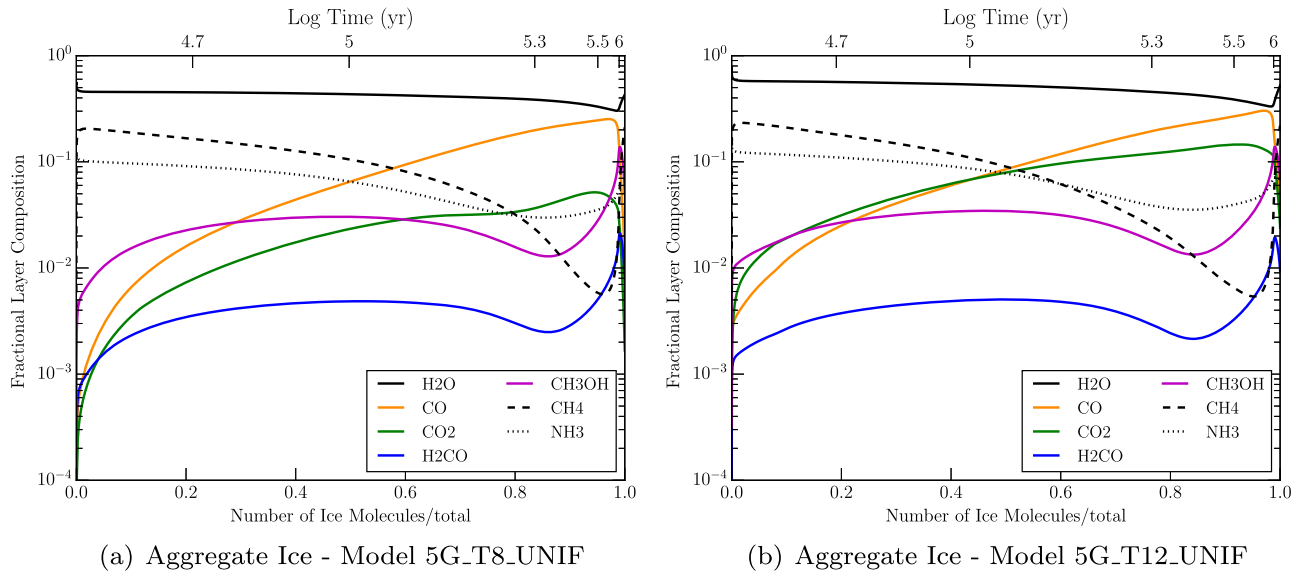 Log Time (yr)
4.7 5 5.3 5.5 6
10^0
10^-1
10^-2
10^-3
10^-4
Fractional Layer Composition
H2O
CO
CO2
H2CO
CH3OH
CH4
NH3
0.0 0.2 0.4 0.6 0.8 1.0
Number of Ice Molecules/total
(a) Aggregate Ice - Model 5G_T8_UNIF
Log Time (yr)
4.7 5 5.3 5.5 6
10^0
10^-1
10^-2
10^-3
10^-4
Fractional Layer Composition
H2O
CO
CO2
H2CO
CH3OH
CH4
NH3
0.0 0.2 0.4 0.6 0.8 1.0
Number of Ice Molecules/total
(b) Aggregate Ice - Model 5G_T12_UNIF